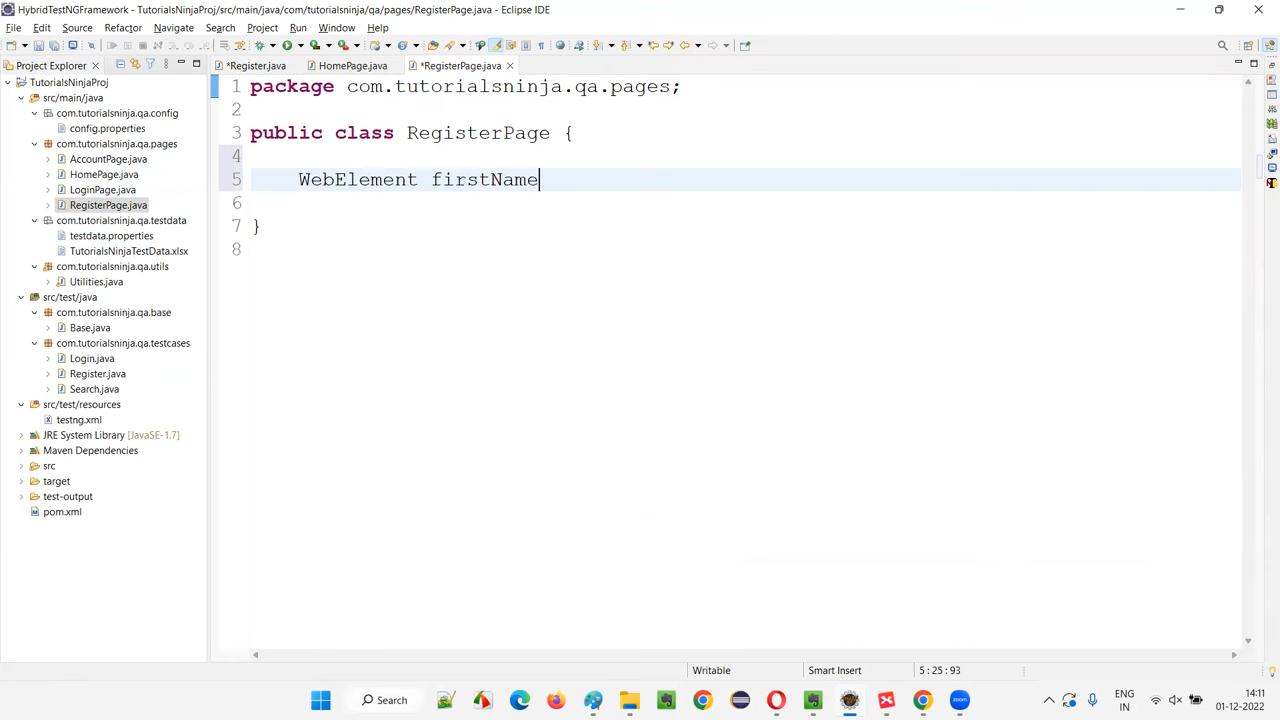 HybridTestNGFramework - TutorialsNinjaProj/src/main/java/com/tutorialsninja/qa/pages/RegisterPage.java - Eclipse IDE
File Edit Source Refactor Navigate Search Project Explorer Run Window Help
Project Explorer
*Register.java HomePage.java *RegisterPage.java
TutorialsNinjaProj
src/main/java
com.tutorialsninja.qa.config
config.properties
com.tutorialsninja.qa.pages
AccountPage.java
HomePage.java
LoginPage.java
RegisterPage.java
com.tutorialsninja.qa.testdata
testdata.properties
TutorialsNinjaTestData.xlsx
com.tutorialsninja.qa.utils
Utilities.java
src/test/java
com.tutorialsninja.qa.base
Base.java
com.tutorialsninja.qa.testcases
Login.java
Register.java
Search.java
src/test/resources
testng.xml
JRE System Library [JavaSE-1.7]
Maven Dependencies
src
target
test-output
pom.xml
1 package com.tutorialsninja.qa.pages;
2
3 public class RegisterPage {
4
5 WebElement firstName
6
7 }
8
Writable Smart Insert 5 : 25 : 93
Search
ENG
IN
14:11
01-12-2022